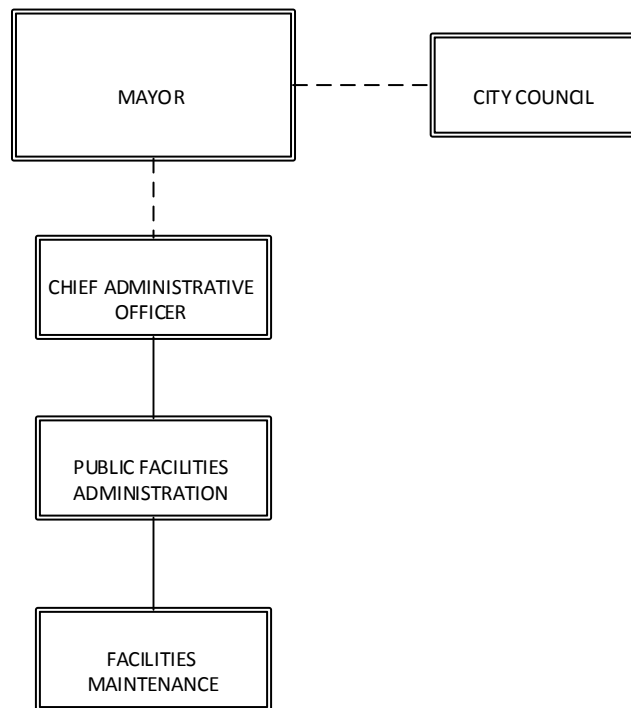 MAYOR
CITY COUNCIL
CHIEF ADMINISTRATIVE
OFFICER
PUBLIC FACILITIES
ADMINISTRATION
FACILITIES
MAINTENANCE